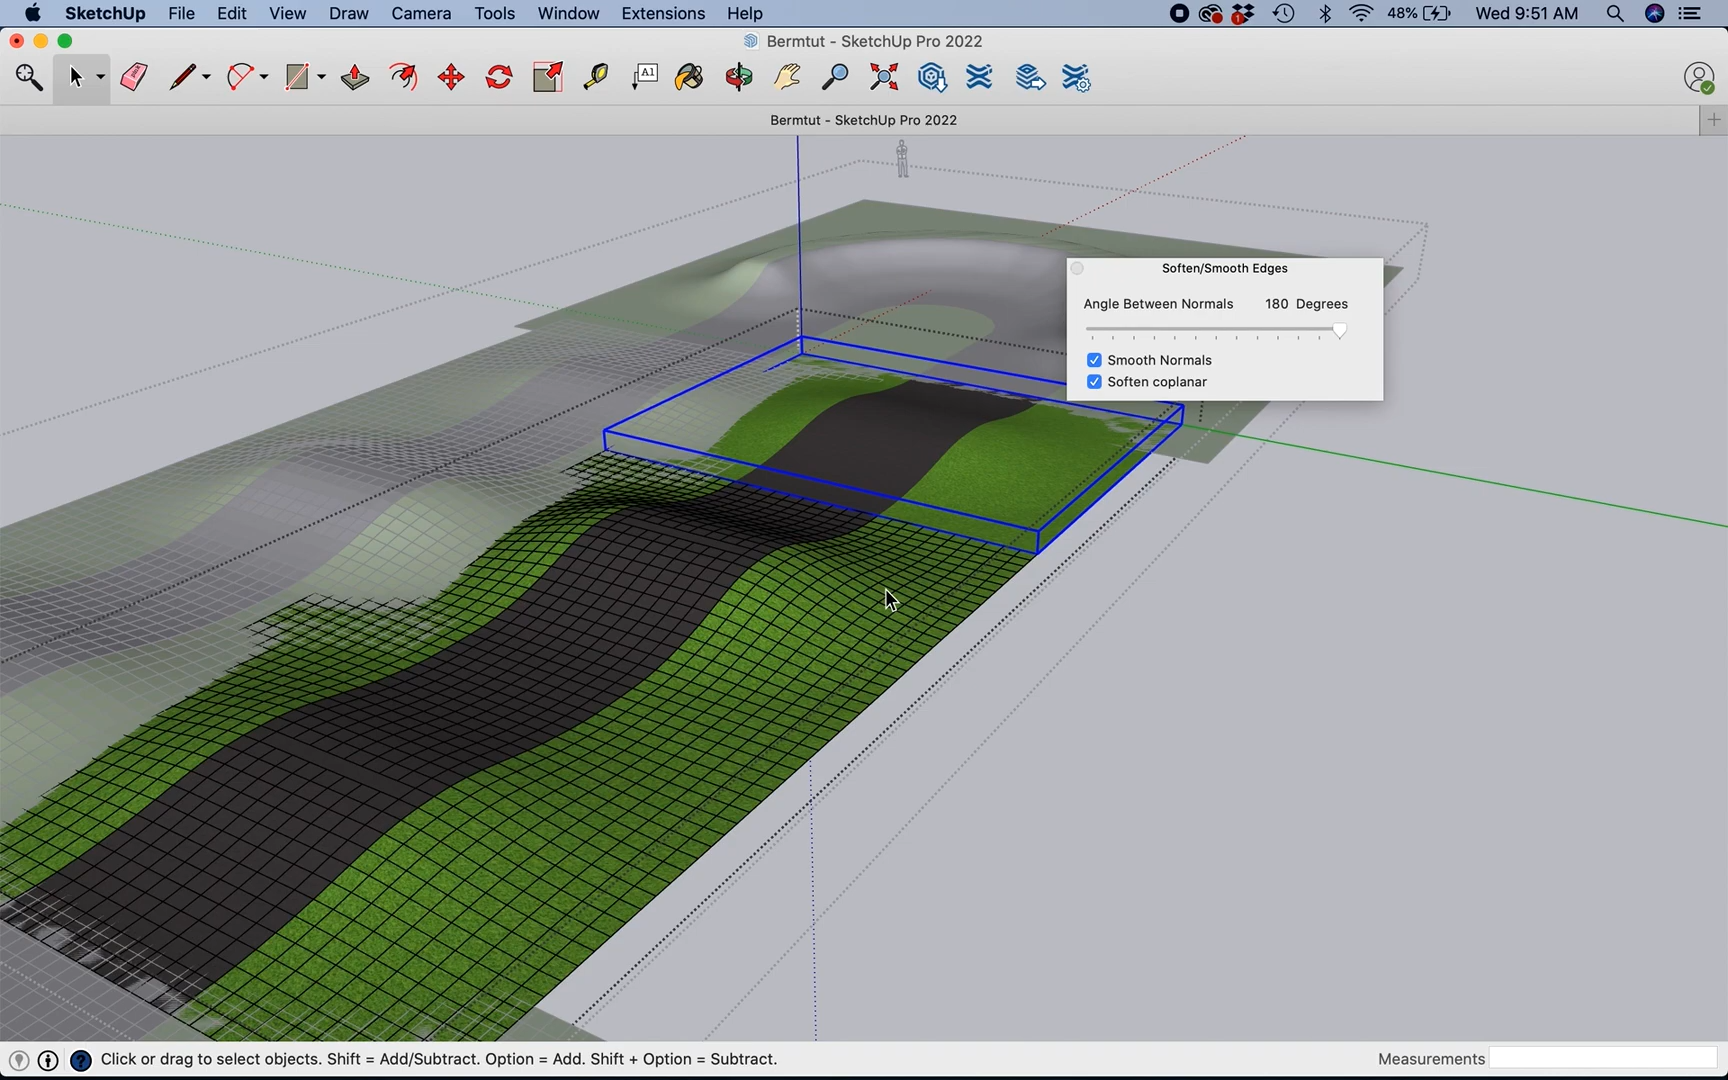 SketchUp File Edit View Draw Camera Tools Window Extensions Help 1 48% Wed 9:51 AM
Bermtut - SketchUp Pro 2022
A1
Bermtut - SketchUp Pro 2022
Soften/Smooth Edges
Angle Between Normals 180 Degrees
Smooth Normals
Soften coplanar
Click or drag to select objects. Shift = Add/Subtract. Option = Add. Shift + Option = Subtract. Measurements